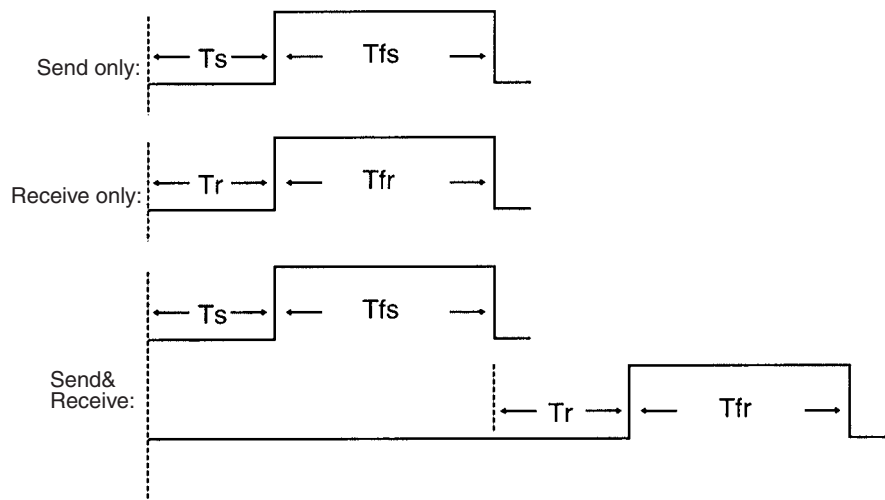 Send only:
Ts
Tfs
Receive only:
Tr
Tfr
Ts
Tfs
Send&
Receive:
Tr
Tfr